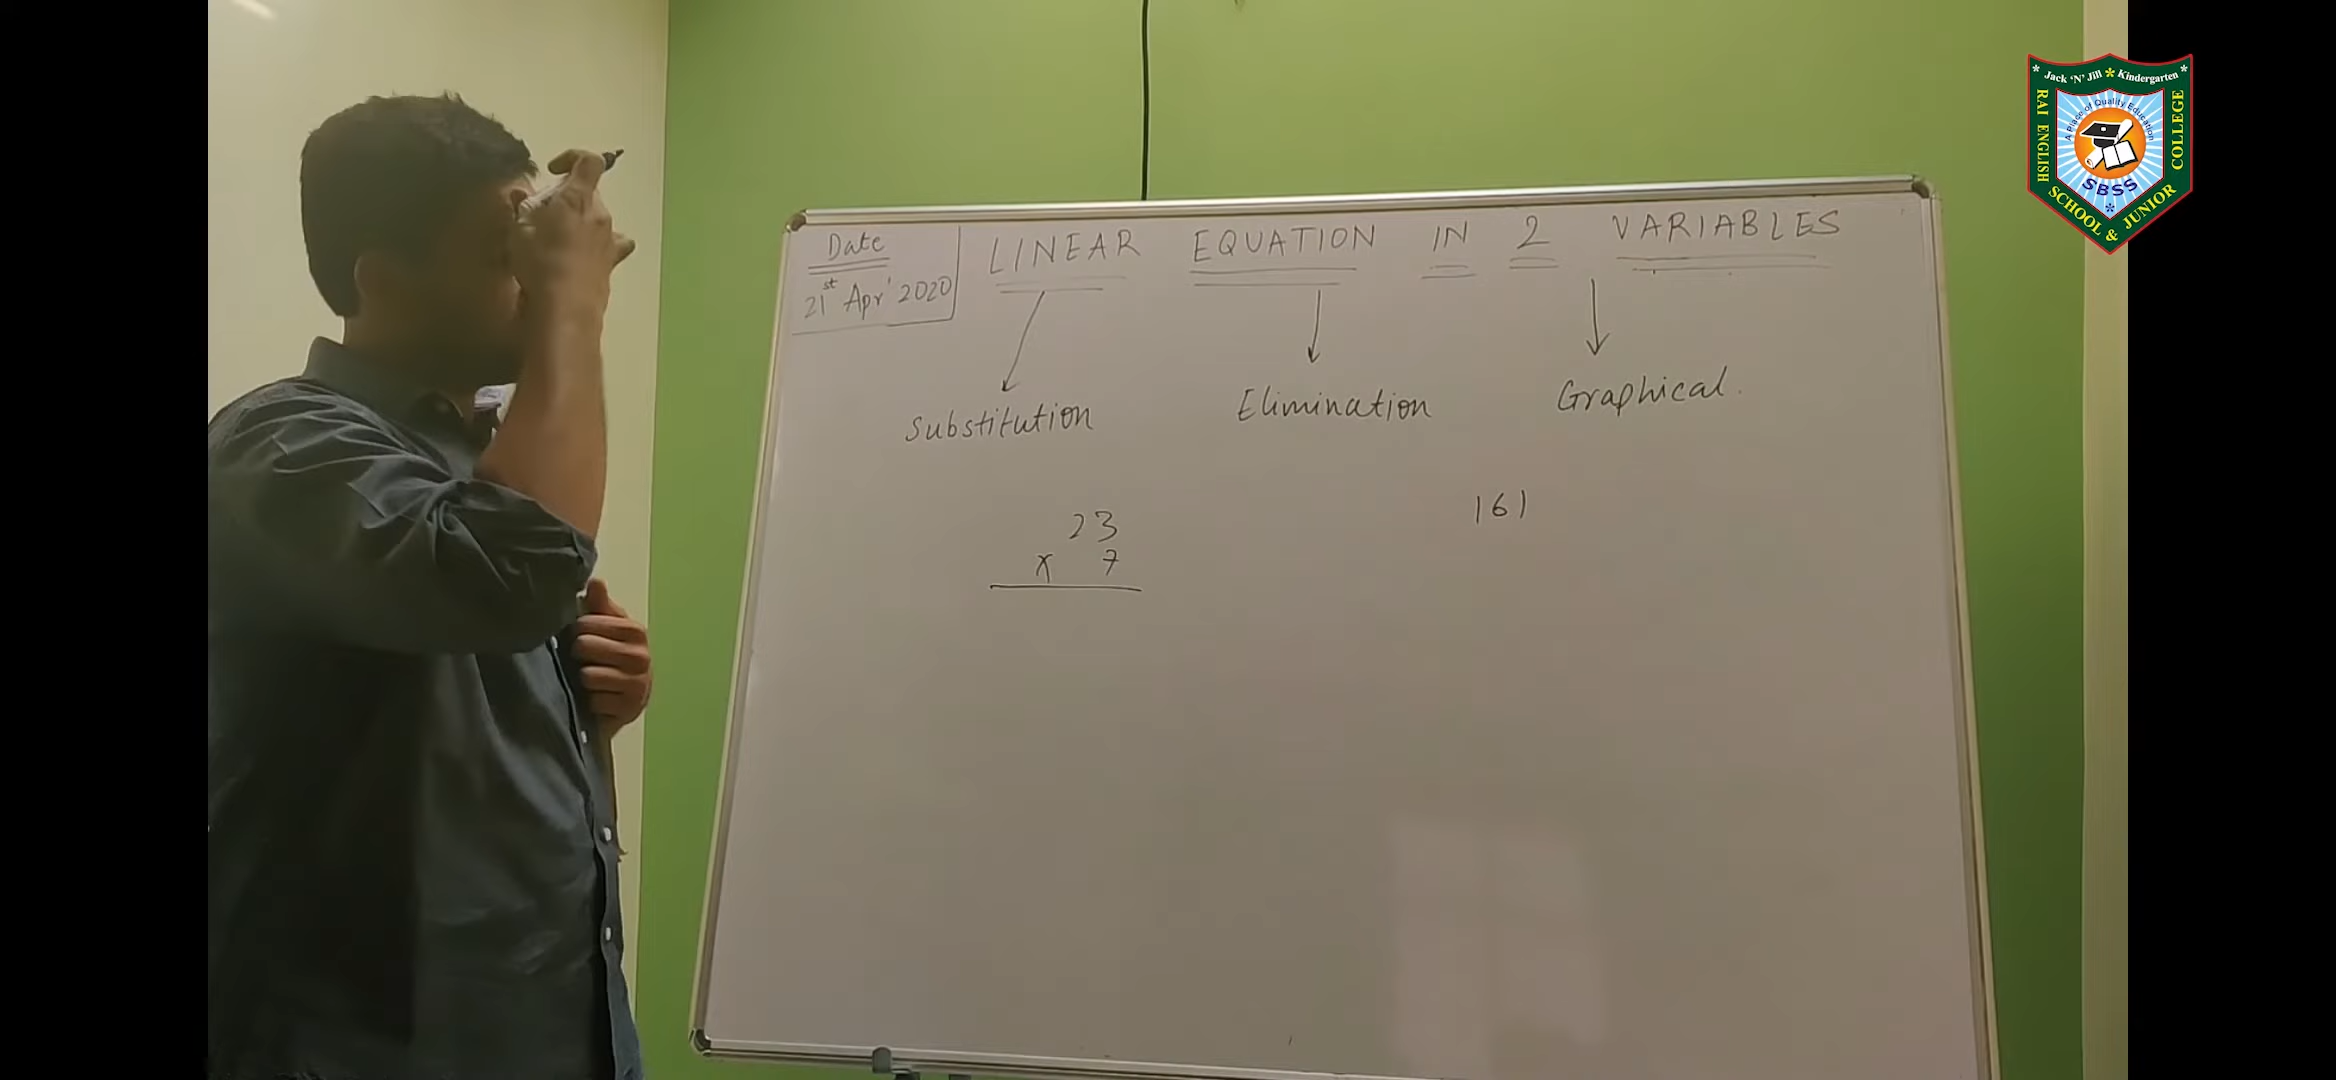 Date
21st Apr' 2020
LINEAR EQUATION IN 2 VARIABLES
Substitution
Elimination
Graphical.
23
x 7
161
* Jack 'N' Jill * Kindergarten *
RAI ENGLISH SCHOOL & JUNIOR COLLEGE
A Place of Quality Education
SBSS